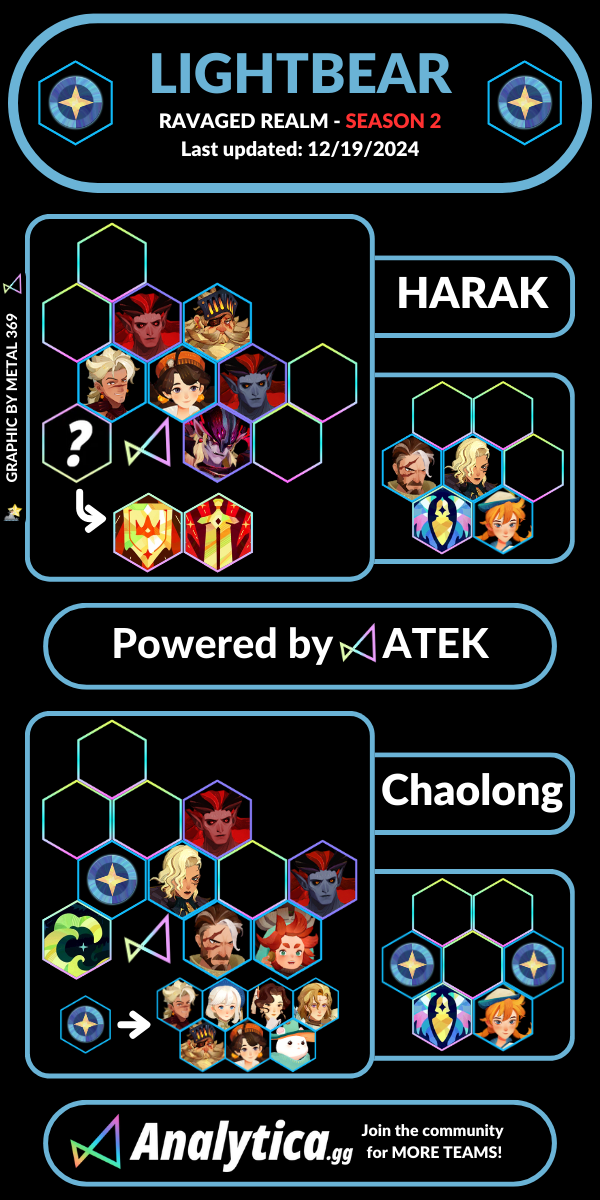 LIGHTBEAR
RAVAGED REALM - SEASON 2
Last updated: 12/19/2024
GRAPHIC BY METAL 369
HARAK
?
Powered by ATEK
Chaolong
Analytica.gg
Join the community
for MORE TEAMS!